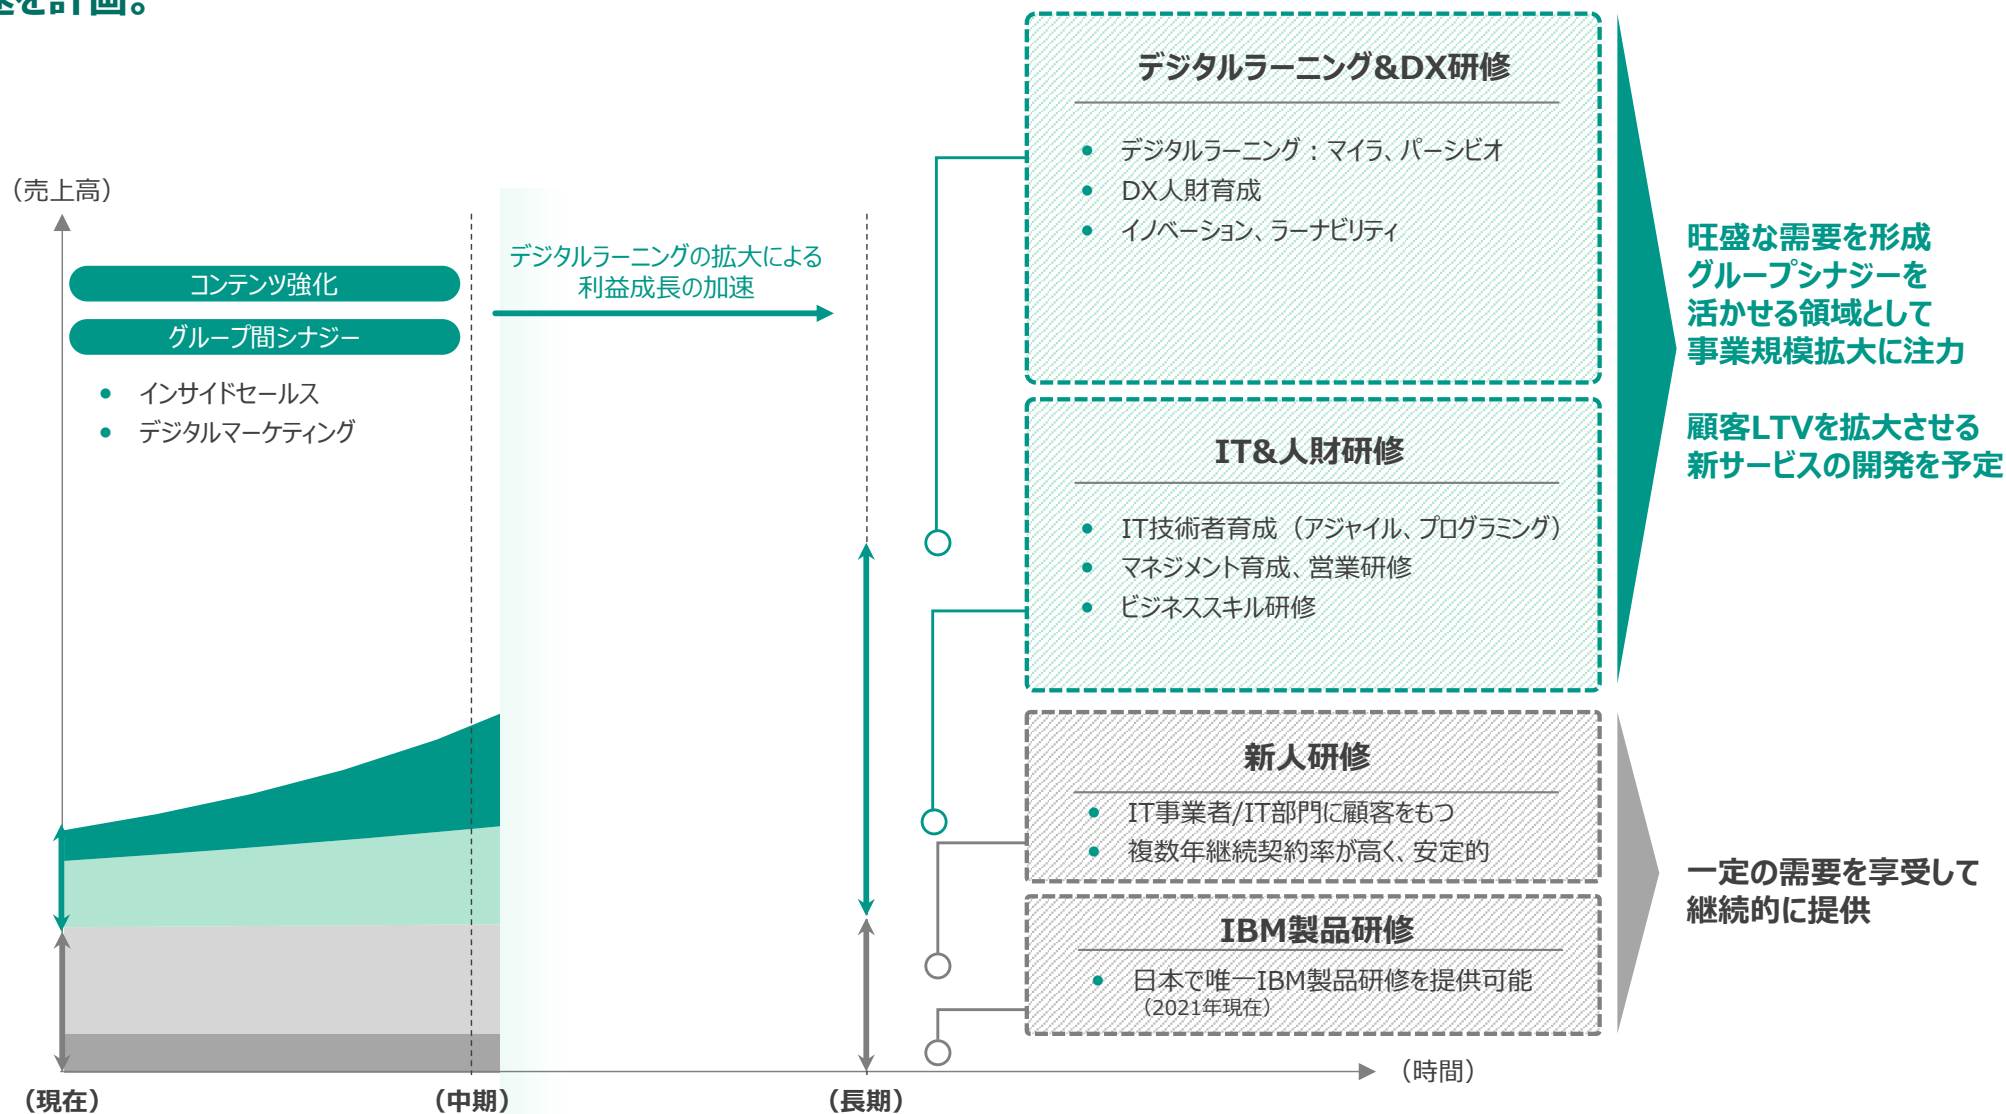 を計画。
（売上高）
コンテンツ強化
グループ間シナジー
• インサイドセールス
• デジタルマーケティング
デジタルラーニングの拡大による
利益成長の加速
（現在）
（中期）
（長期）
（時間）
デジタルラーニング&DX研修
• デジタルラーニング：マイラ、パーシビオ
• DX人財育成
• イノベーション、ラーナビリティ
IT&人財研修
• IT技術者育成（アジャイル、プログラミング）
• マネジメント育成、営業研修
• ビジネススキル研修
新人研修
• IT事業者/IT部門に顧客をもつ
• 複数年継続契約率が高く、安定的
IBM製品研修
• 日本で唯一IBM製品研修を提供可能
（2021年現在）
旺盛な需要を形成
グループシナジーを
活かせる領域として
事業規模拡大に注力
顧客LTVを拡大させる
新サービスの開発を予定
一定の需要を享受して
継続的に提供